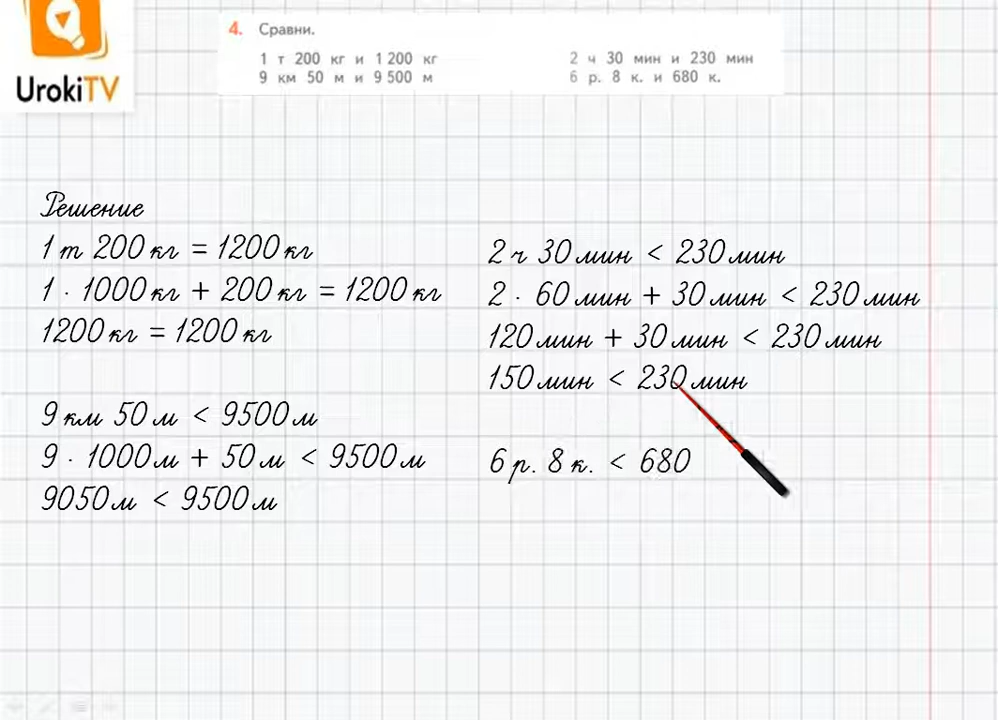 UrokiTV
4. Сравни.
1 т 200 кг и 1 200 кг
9 км 50 м и 9 500 м
2 ч 30 мин и 230 мин
6 р. 8 к. и 680 к.
Решение
1 т 200 кг = 1200 кг
1 · 1000 кг + 200 кг = 1200 кг
1200 кг = 1200 кг
9 км 50 м < 9500 м
9 · 1000 м + 50 м < 9500 м
9050 м < 9500 м
2 ч 30 мин < 230 мин
2 · 60 мин + 30 мин < 230 мин
120 мин + 30 мин < 230 мин
150 мин < 230 мин
6 р. 8 к. < 680